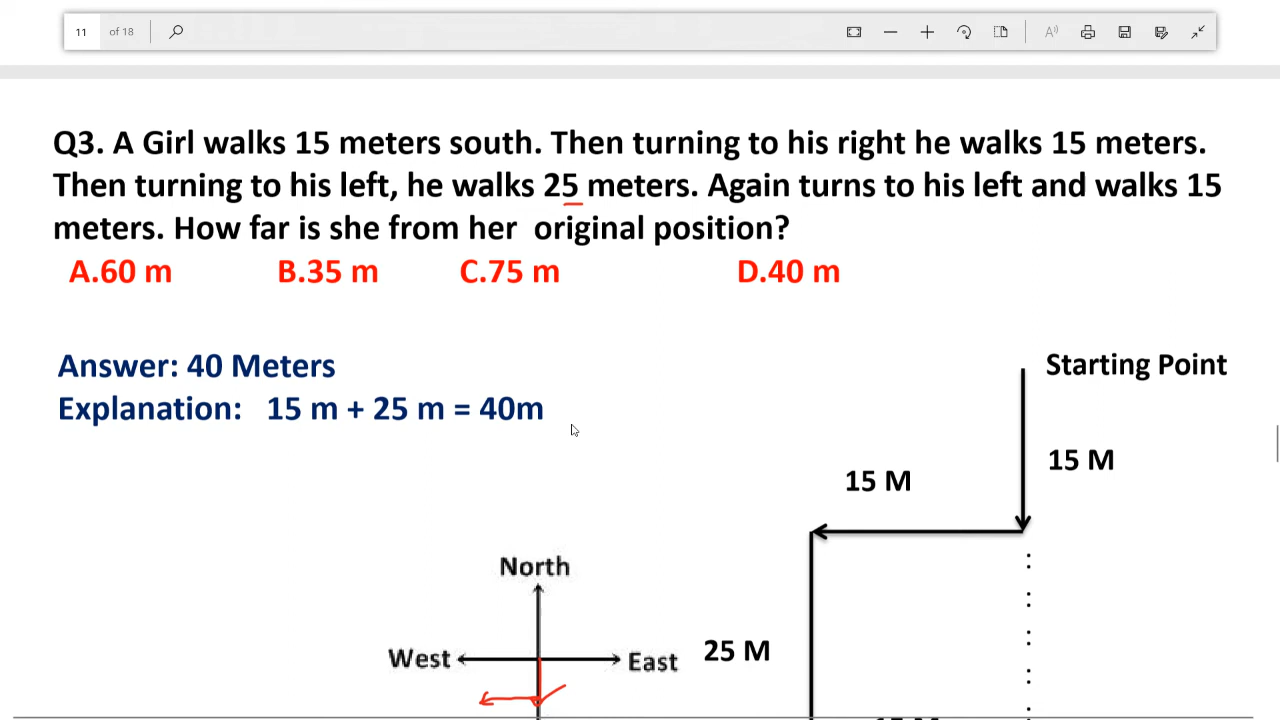 11 of 18
Q3. A Girl walks 15 meters south. Then turning to his right he walks 15 meters.
Then turning to his left, he walks 25 meters. Again turns to his left and walks 15
meters. How far is she from her original position?
A.60 m B.35 m C.75 m D.40 m
Answer: 40 Meters
Explanation: 15 m + 25 m = 40m
Starting Point
15 M
15 M
North
West
East
25 M